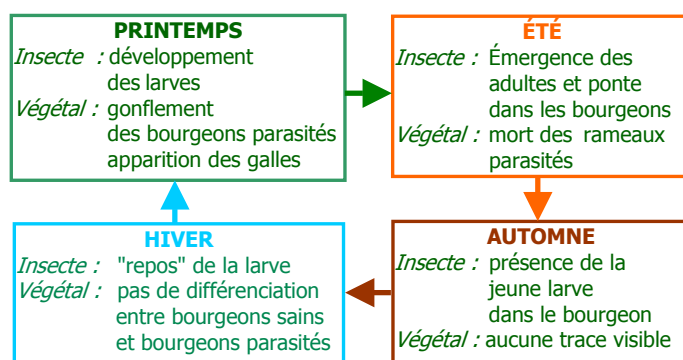 PRINTEMPS
Insecte : développement
des larves
Végétal : gonflement
des bourgeons parasités
apparition des galles
ÉTÉ
Insecte : Émergence des
adultes et ponte
dans les bourgeons
Végétal : mort des rameaux
parasités
HIVER
Insecte : "repos" de la larve
Végétal : pas de différenciation
entre bourgeons sains
et bourgeons parasités
AUTOMNE
Insecte : présence de la
jeune larve
dans le bourgeon
Végétal : aucune trace visible